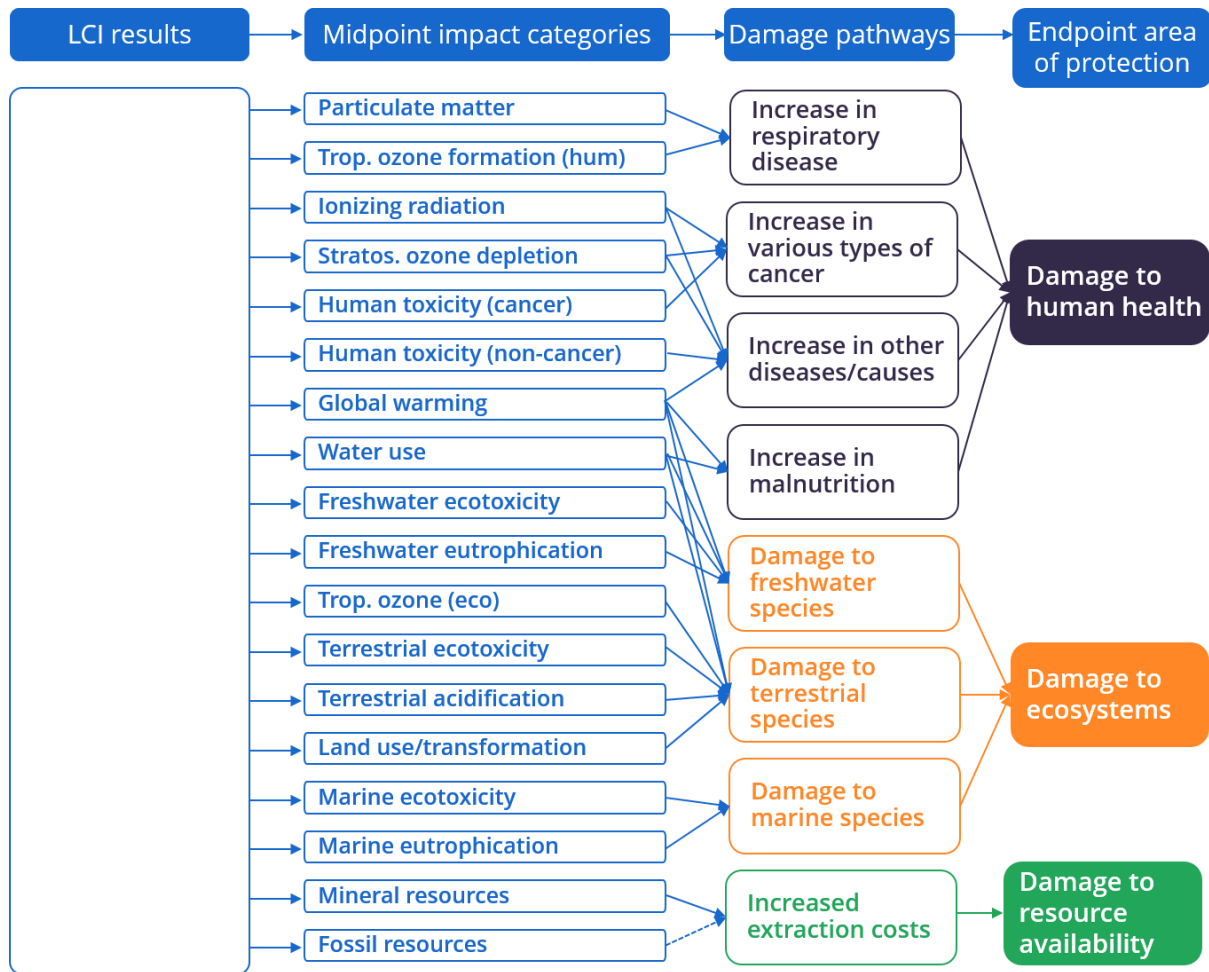 LCI results
Midpoint impact categories
Damage pathways
Endpoint area
of protection
Particulate matter
Trop. ozone formation (hum)
Ionizing radiation
Stratos. ozone depletion
Human toxicity (cancer)
Human toxicity (non-cancer)
Global warming
Water use
Freshwater ecotoxicity
Freshwater eutrophication
Trop. ozone (eco)
Terrestrial ecotoxicity
Terrestrial acidification
Land use/transformation
Marine ecotoxicity
Marine eutrophication
Mineral resources
Fossil resources
Increase in
respiratory
disease
Increase in
various types of
cancer
Increase in other
diseases/causes
Increase in
malnutrition
Damage to
freshwater
species
Damage to
terrestrial
species
Damage to
marine species
Increased
extraction costs
Damage to
human health
Damage to
ecosystems
Damage to
resource
availability